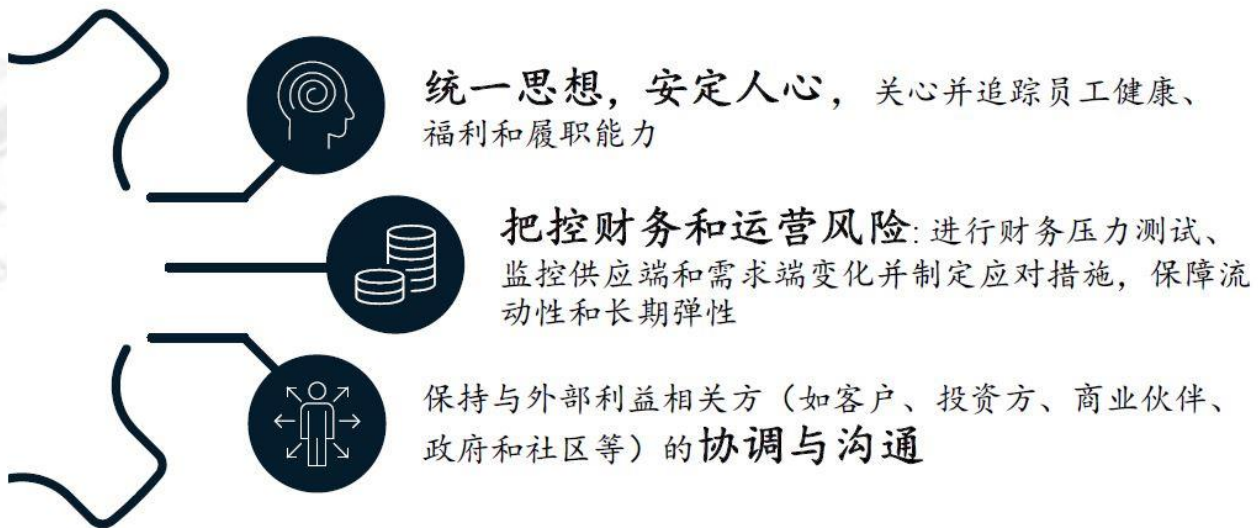 统一思想，安定人心，关心并追踪员工健康、
福利和履职能力
把控财务和运营风险: 进行财务压力测试、
监控供应端和需求端变化并制定应对措施，保障流
动性和长期弹性
保持与外部利益相关方（如客户、投资方、商业伙伴、
政府和社区等）的协调与沟通